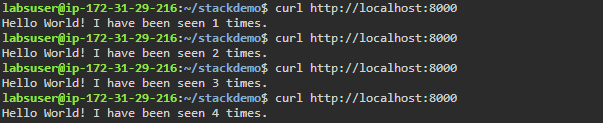 labsuser@ip-172-31-29-216:~/stackdemo$ curl http://localhost:8000
Hello World! I have been seen 1 times.
labsuser@ip-172-31-29-216:~/stackdemo$ curl http://localhost:8000
Hello World! I have been seen 2 times.
labsuser@ip-172-31-29-216:~/stackdemo$ curl http://localhost:8000
Hello World! I have been seen 3 times.
labsuser@ip-172-31-29-216:~/stackdemo$ curl http://localhost:8000
Hello World! I have been seen 4 times.